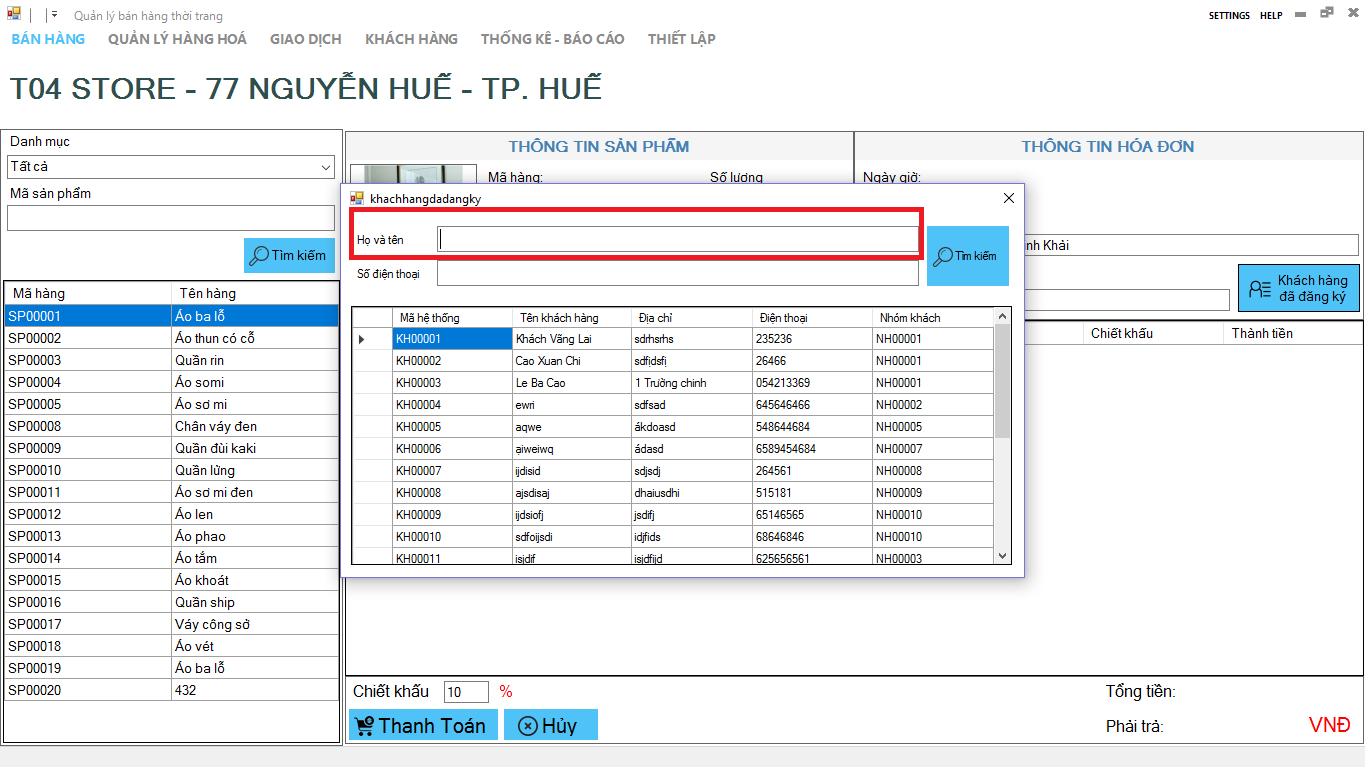 Quản lý bán hàng thời trang
SETTINGS HELP
BÁN HÀNG QUẢN LÝ HÀNG HOÁ GIAO DỊCH KHÁCH HÀNG THỐNG KÊ - BÁO CÁO THIẾT LẬP
T04 STORE - 77 NGUYỄN HUẾ - TP. HUẾ
Danh mục
Tất cả
Mã sản phẩm
Tìm kiếm
Mã hàng Tên hàng
SP00001 Áo ba lỗ
SP00002 Áo thun có cỗ
SP00003 Quần rin
SP00004 Áo somi
SP00005 Áo sơ mi
SP00008 Chân váy đen
SP00009 Quần đùi kaki
SP00010 Quần lửng
SP00011 Áo sơ mi đen
SP00012 Áo len
SP00013 Áo phao
SP00014 Áo tắm
SP00015 Áo khoát
SP00016 Quần ship
SP00017 Váy công sở
SP00018 Áo vét
SP00019 Áo ba lỗ
SP00020 432
THÔNG TIN SẢN PHẨM
Mã hàng: Số lượng
THÔNG TIN HÓA ĐƠN
Ngày giờ:
nh Khải
Khách hàng
đã đăng ký
Chiết khấu Thành tiền
khachhangdadangky
Họ và tên
Số điện thoại
Tìm kiếm
Mã hệ thống Tên khách hàng Địa chỉ Điện thoại Nhóm khách
KH00001 Khách Vãng Lai sdrhsrhs 235236 NH00001
KH00002 Cao Xuan Chi sdfịdsfị 26466 NH00001
KH00003 Le Ba Cao 1 Trường chinh 054213369 NH00001
KH00004 ewri sdfsad 645646466 NH00002
KH00005 aqwe ákdoasd 548644684 NH00005
KH00006 ạiweiwq ádasd 6589454684 NH00007
KH00007 ijdisid sdjsdj 264561 NH00008
KH00008 ajsdisaj dhaiusdhi 515181 NH00009
KH00009 ijdsiofj jsdifj 65146565 NH00010
KH00010 sdfoijsdi idjfids 68646846 NH00010
KH00011 isjdif isjdfijd 625656561 NH00003
Chiết khấu 10 %
Thanh Toán Hủy
Tổng tiền:
Phải trả: VNĐ